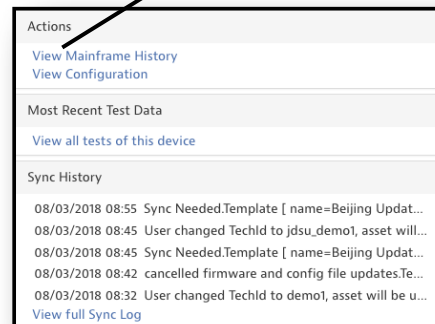 Actions
View Mainframe History
View Configuration
Most Recent Test Data
View all tests of this device
Sync History
08/03/2018 08:55 Sync Needed.Template [ name=Beijing Updat...
08/03/2018 08:45 User changed TechId to jdsu_demo1, asset will...
08/03/2018 08:45 Sync Needed.Template [ name=Beijing Updat...
08/03/2018 08:42 cancelled firmware and config file updates.Te...
08/03/2018 08:32 User changed TechId to demo1, asset will be u...
View full Sync Log